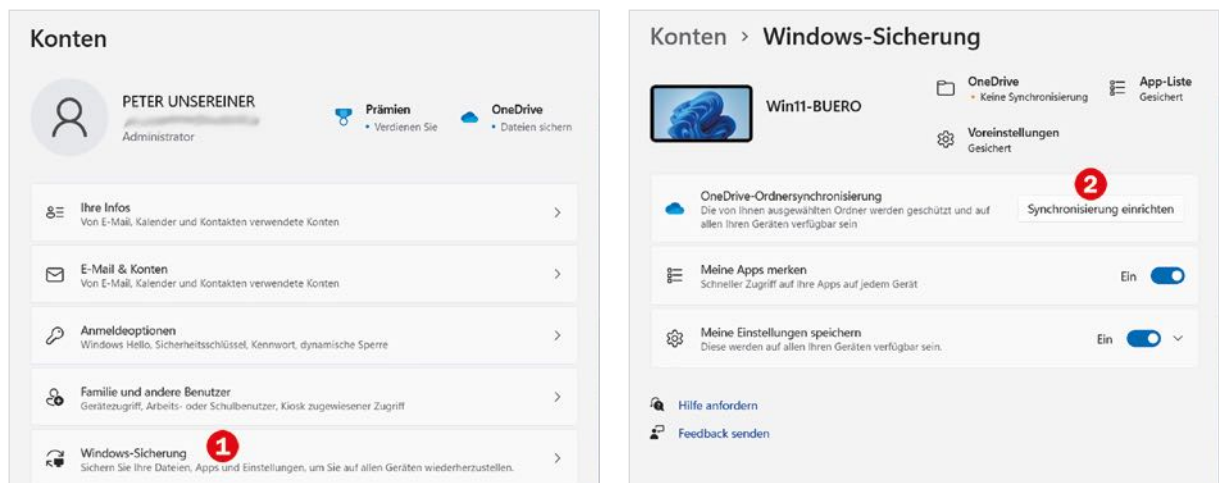 Konten
PETER UNSEREINER
Administrator
Prämien
• Verdienen Sie
OneDrive
• Dateien sichern
Ihre Infos
Von E-Mail, Kalender und Kontakten verwendete Konten
E-Mail & Konten
Von E-Mail, Kalender und Kontakten verwendete Konten
Anmeldeoptionen
Windows Hello, Sicherheitsschlüssel, Kennwort, dynamische Sperre
Familie und andere Benutzer
Gerätezugriff, Arbeits- oder Schulbenutzer, Kiosk zugewiesener Zugriff
Windows-Sicherung
1
Sichern Sie Ihre Dateien, Apps und Einstellungen, um Sie auf allen Geräten wiederherzustellen.
Konten > Windows-Sicherung
Win11-BUERO
OneDrive
• Keine Synchronisierung
App-Liste
Gesichert
Voreinstellungen
Gesichert
2
OneDrive-Ordnersynchronisierung
Die von Ihnen ausgewählten Ordner werden geschützt und auf
allen Ihren Geräten verfügbar sein
Synchronisierung einrichten
Meine Apps merken
Schneller Zugriff auf Ihre Apps auf jedem Gerät
Ein
Meine Einstellungen speichern
Diese werden auf allen Ihren Geräten verfügbar sein.
Ein
Hilfe anfordern
Feedback senden